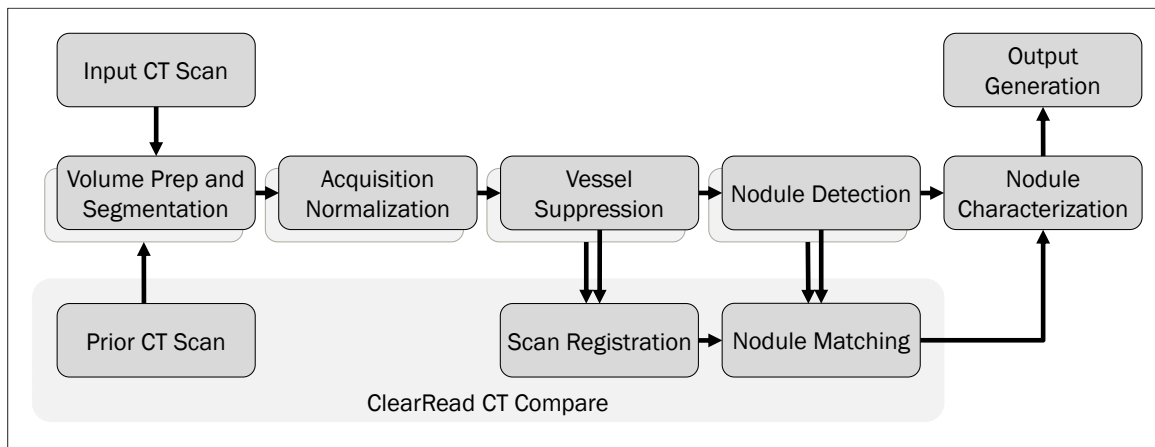 Input CT Scan
Output
Generation
Volume Prep and
Segmentation
Acquisition
Normalization
Vessel
Suppression
Nodule Detection
Nodule
Characterization
Prior CT Scan
Scan Registration
Nodule Matching
ClearRead CT Compare